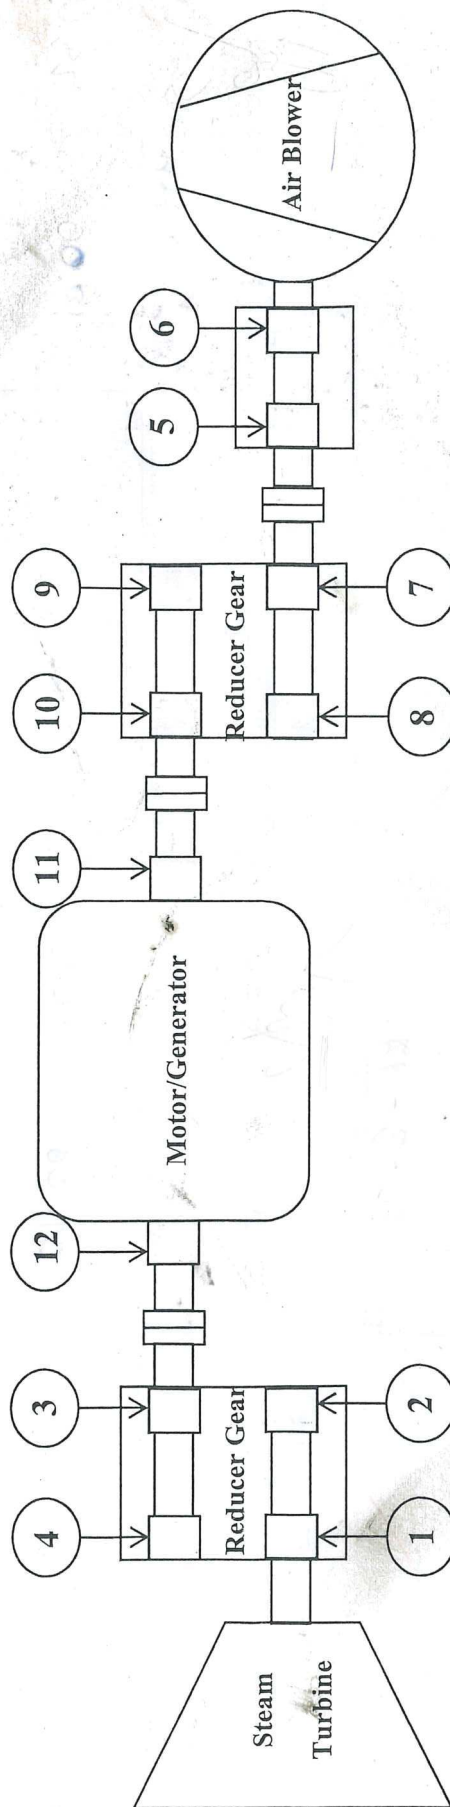 Steam
Turbine
4
3
Reducer Gear
1
2
12
Motor/Generator
11
10
9
Reducer Gear
8
7
5
6
Air Blower